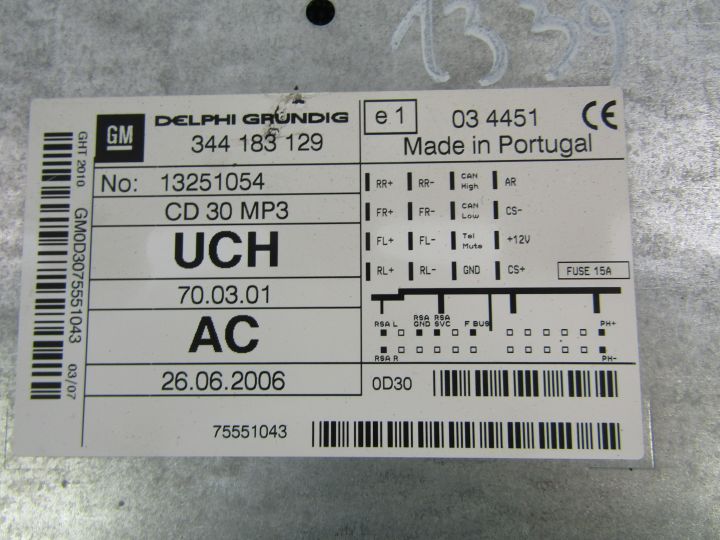 1339
GM DELPHI GRUNDIG
344 183 129
e1 03 4451 CE
Made in Portugal
GHT 2010
GM0D3075551043
03/07
No: 13251054
CD 30 MP3
UCH
70.03.01
AC
26.06.2006
RR+ RR- CAN High AR
FR+ FR- CAN Low CS-
FL+ FL- Tel Mute +12V
RL+ RL- GND CS+ FUSE 15A
RSA L RSA GND RSA SVC F BUS PH+
RSA R PH-
0D30
75551043